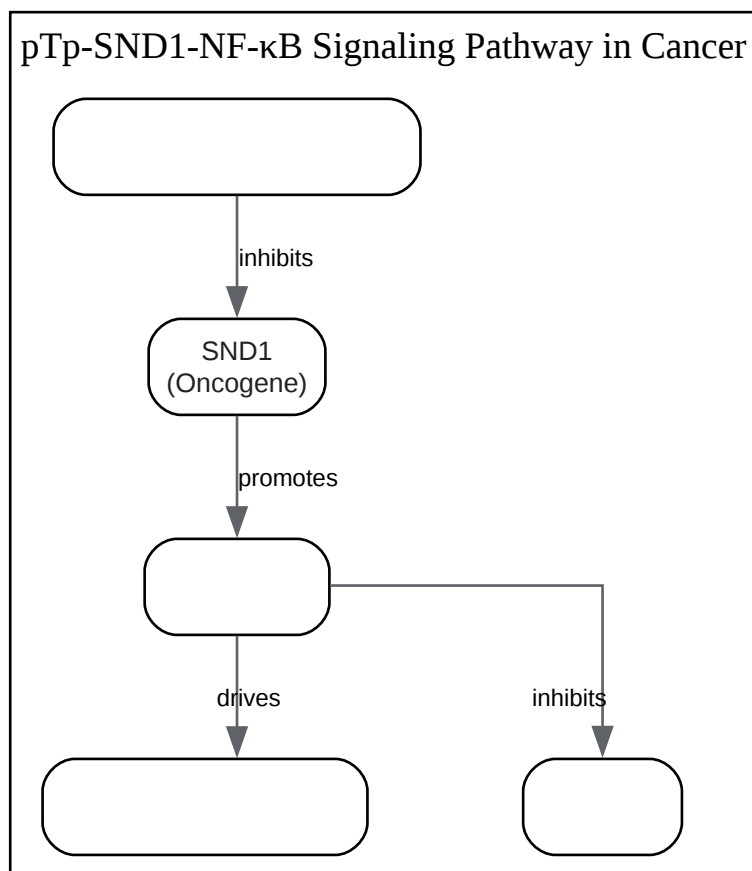 pTp-SND1-NF-κB Signaling Pathway in Cancer
inhibits
SND1
(Oncogene)
promotes
drives
inhibits